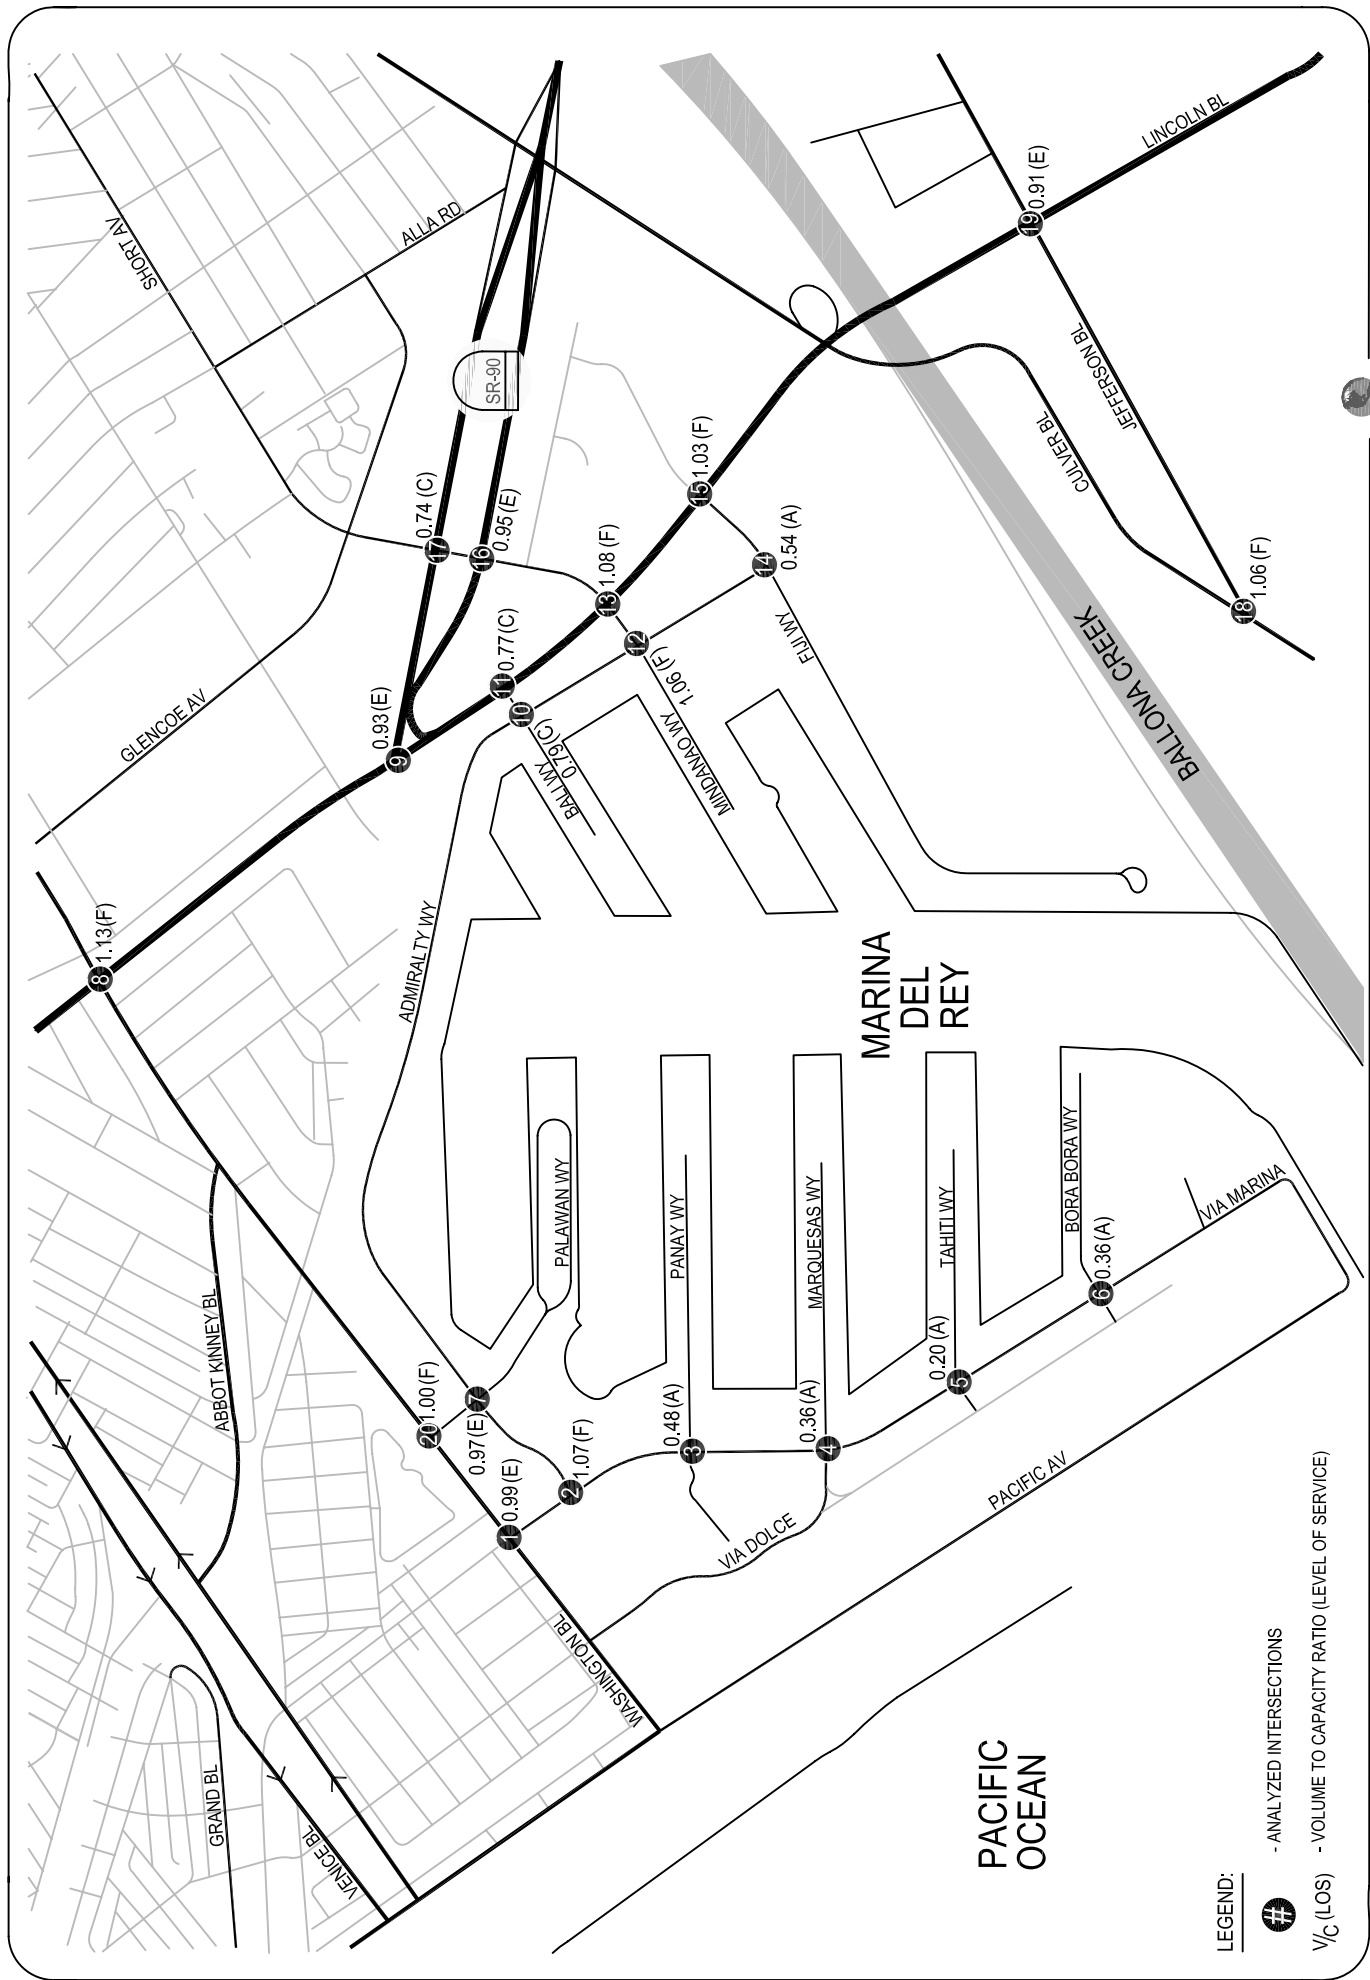 VENICE BL
GRAND BL
ABBOT KINNEY BL
WASHINGTON BL
GLENCOE AV
SHORT AV
ALLA RD
SR-90
ADMIRALTY WY
PALAWAN WY
PANAY WY
MARQUESAS WY
TAHITI WY
BORA BORA WY
VIA MARINA
VIA DOLCE
PACIFIC AV
BALI WY
MINDANAO WY
FIJI WY
LINCOLN BL
JEFFERSON BL
CULVER BL
BALLONA CREEK
MARINA
DEL
REY
PACIFIC
OCEAN
1 0.99 (E)
2 1.07 (F)
3 0.48 (A)
4 0.36 (A)
5 0.20 (A)
6 0.36 (A)
7 0.97 (E)
8 1.13 (F)
9 0.93 (E)
10 0.79 (C)
11 0.77 (C)
12 1.06 (F)
13 1.08 (F)
14 0.54 (A)
15 1.03 (F)
16 0.95 (E)
17 0.74 (C)
18 1.06 (F)
19 0.91 (E)
20 1.00 (F)
LEGEND:
# - ANALYZED INTERSECTIONS
V/C (LOS) - VOLUME TO CAPACITY RATIO (LEVEL OF SERVICE)